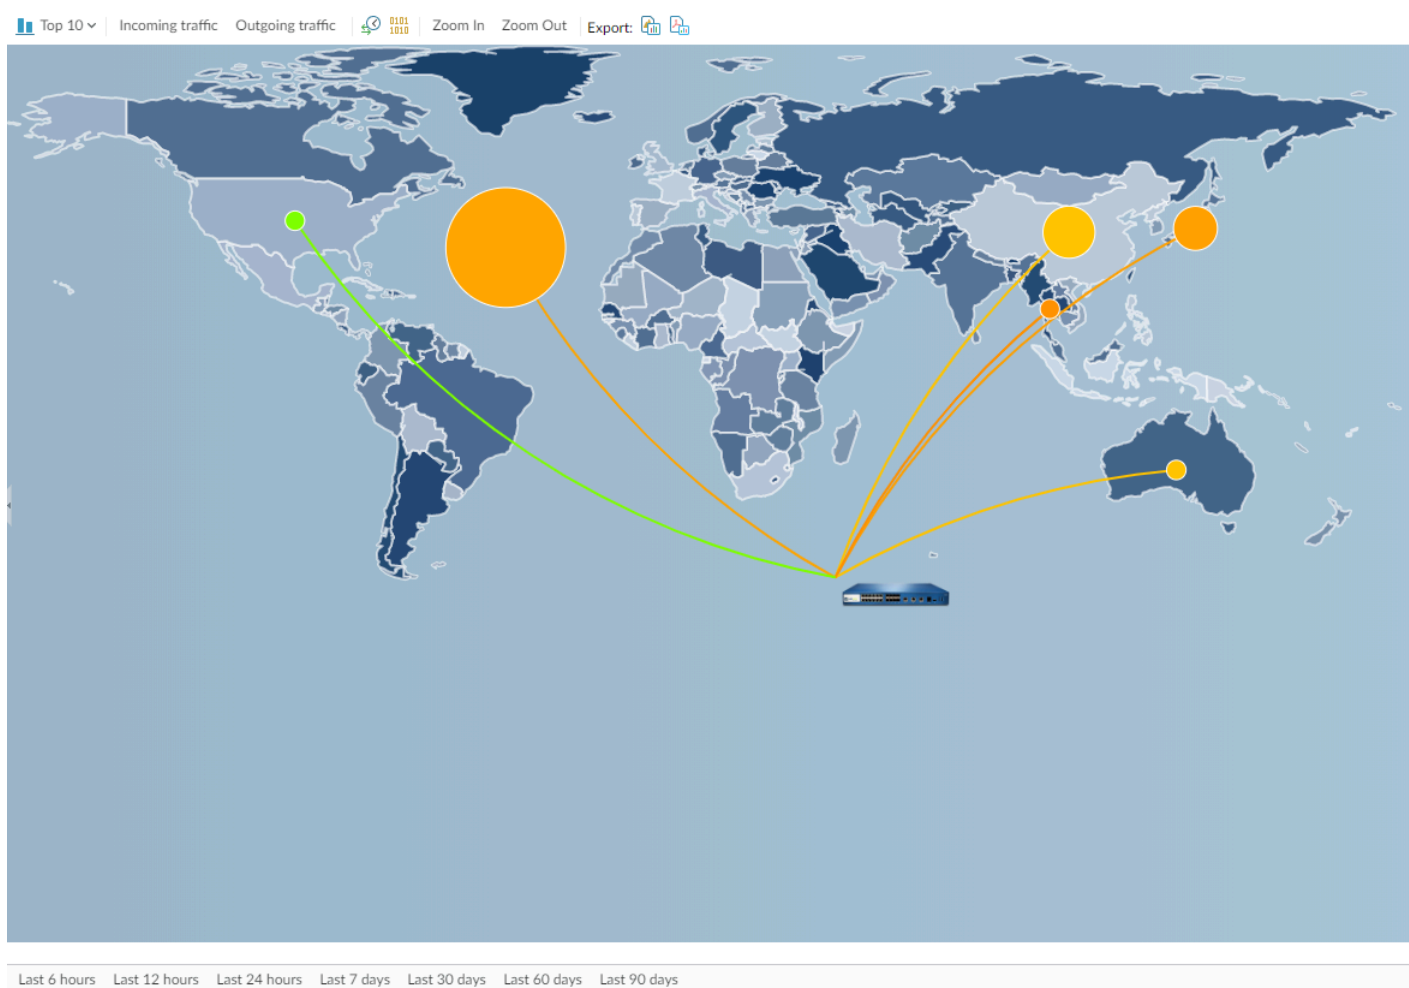 Top 10 Incoming traffic Outgoing traffic 0101 1010 Zoom In Zoom Out Export:
Last 6 hours Last 12 hours Last 24 hours Last 7 days Last 30 days Last 60 days Last 90 days